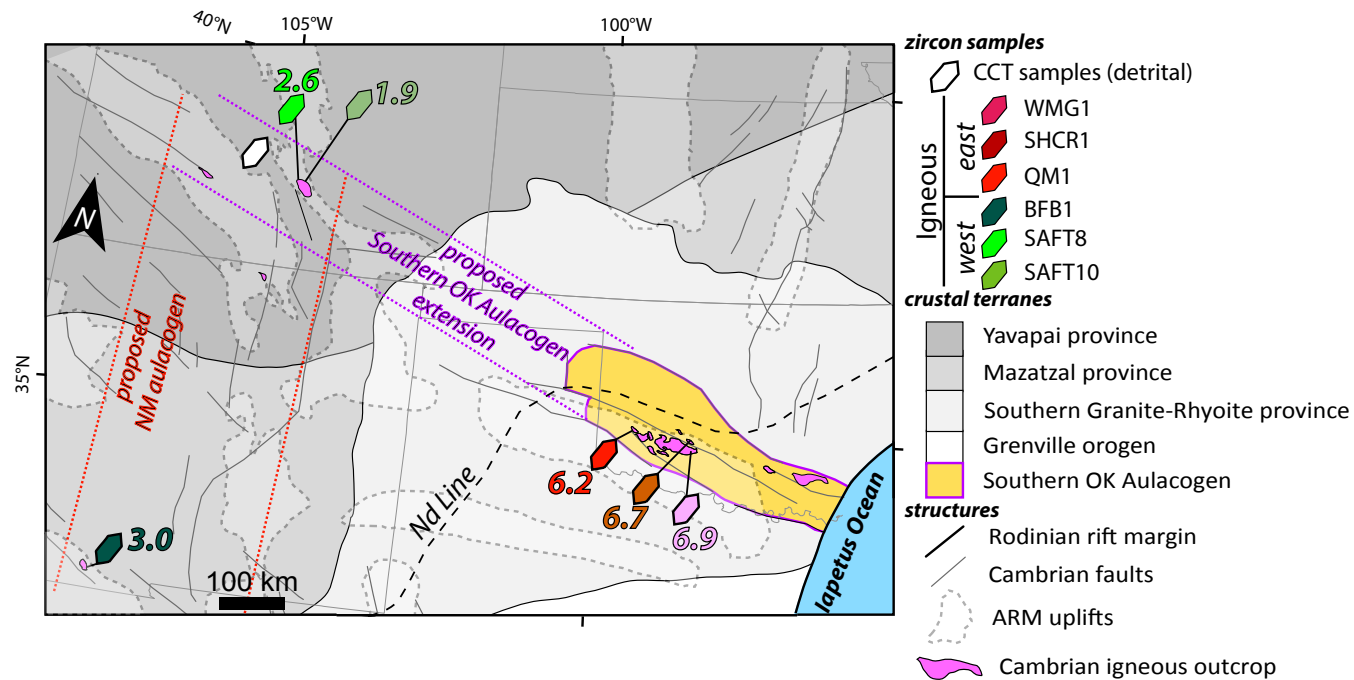 40°N
105°W
100°W
2.6
1.9
N
proposed
Southern OK Aulacogen
extension
proposed
NM aulacogen
35°N
Nd Line
6.2
6.7
6.9
3.0
100 km
Iapetus Ocean
zircon samples
CCT samples (detrital)
Igneous
east
WMG1
SHCR1
QM1
west
BFB1
SAFT8
SAFT10
crustal terranes
Yavapai province
Mazatzal province
Southern Granite-Rhyoite province
Grenville orogen
Southern OK Aulacogen
structures
Rodinian rift margin
Cambrian faults
ARM uplifts
Cambrian igneous outcrop